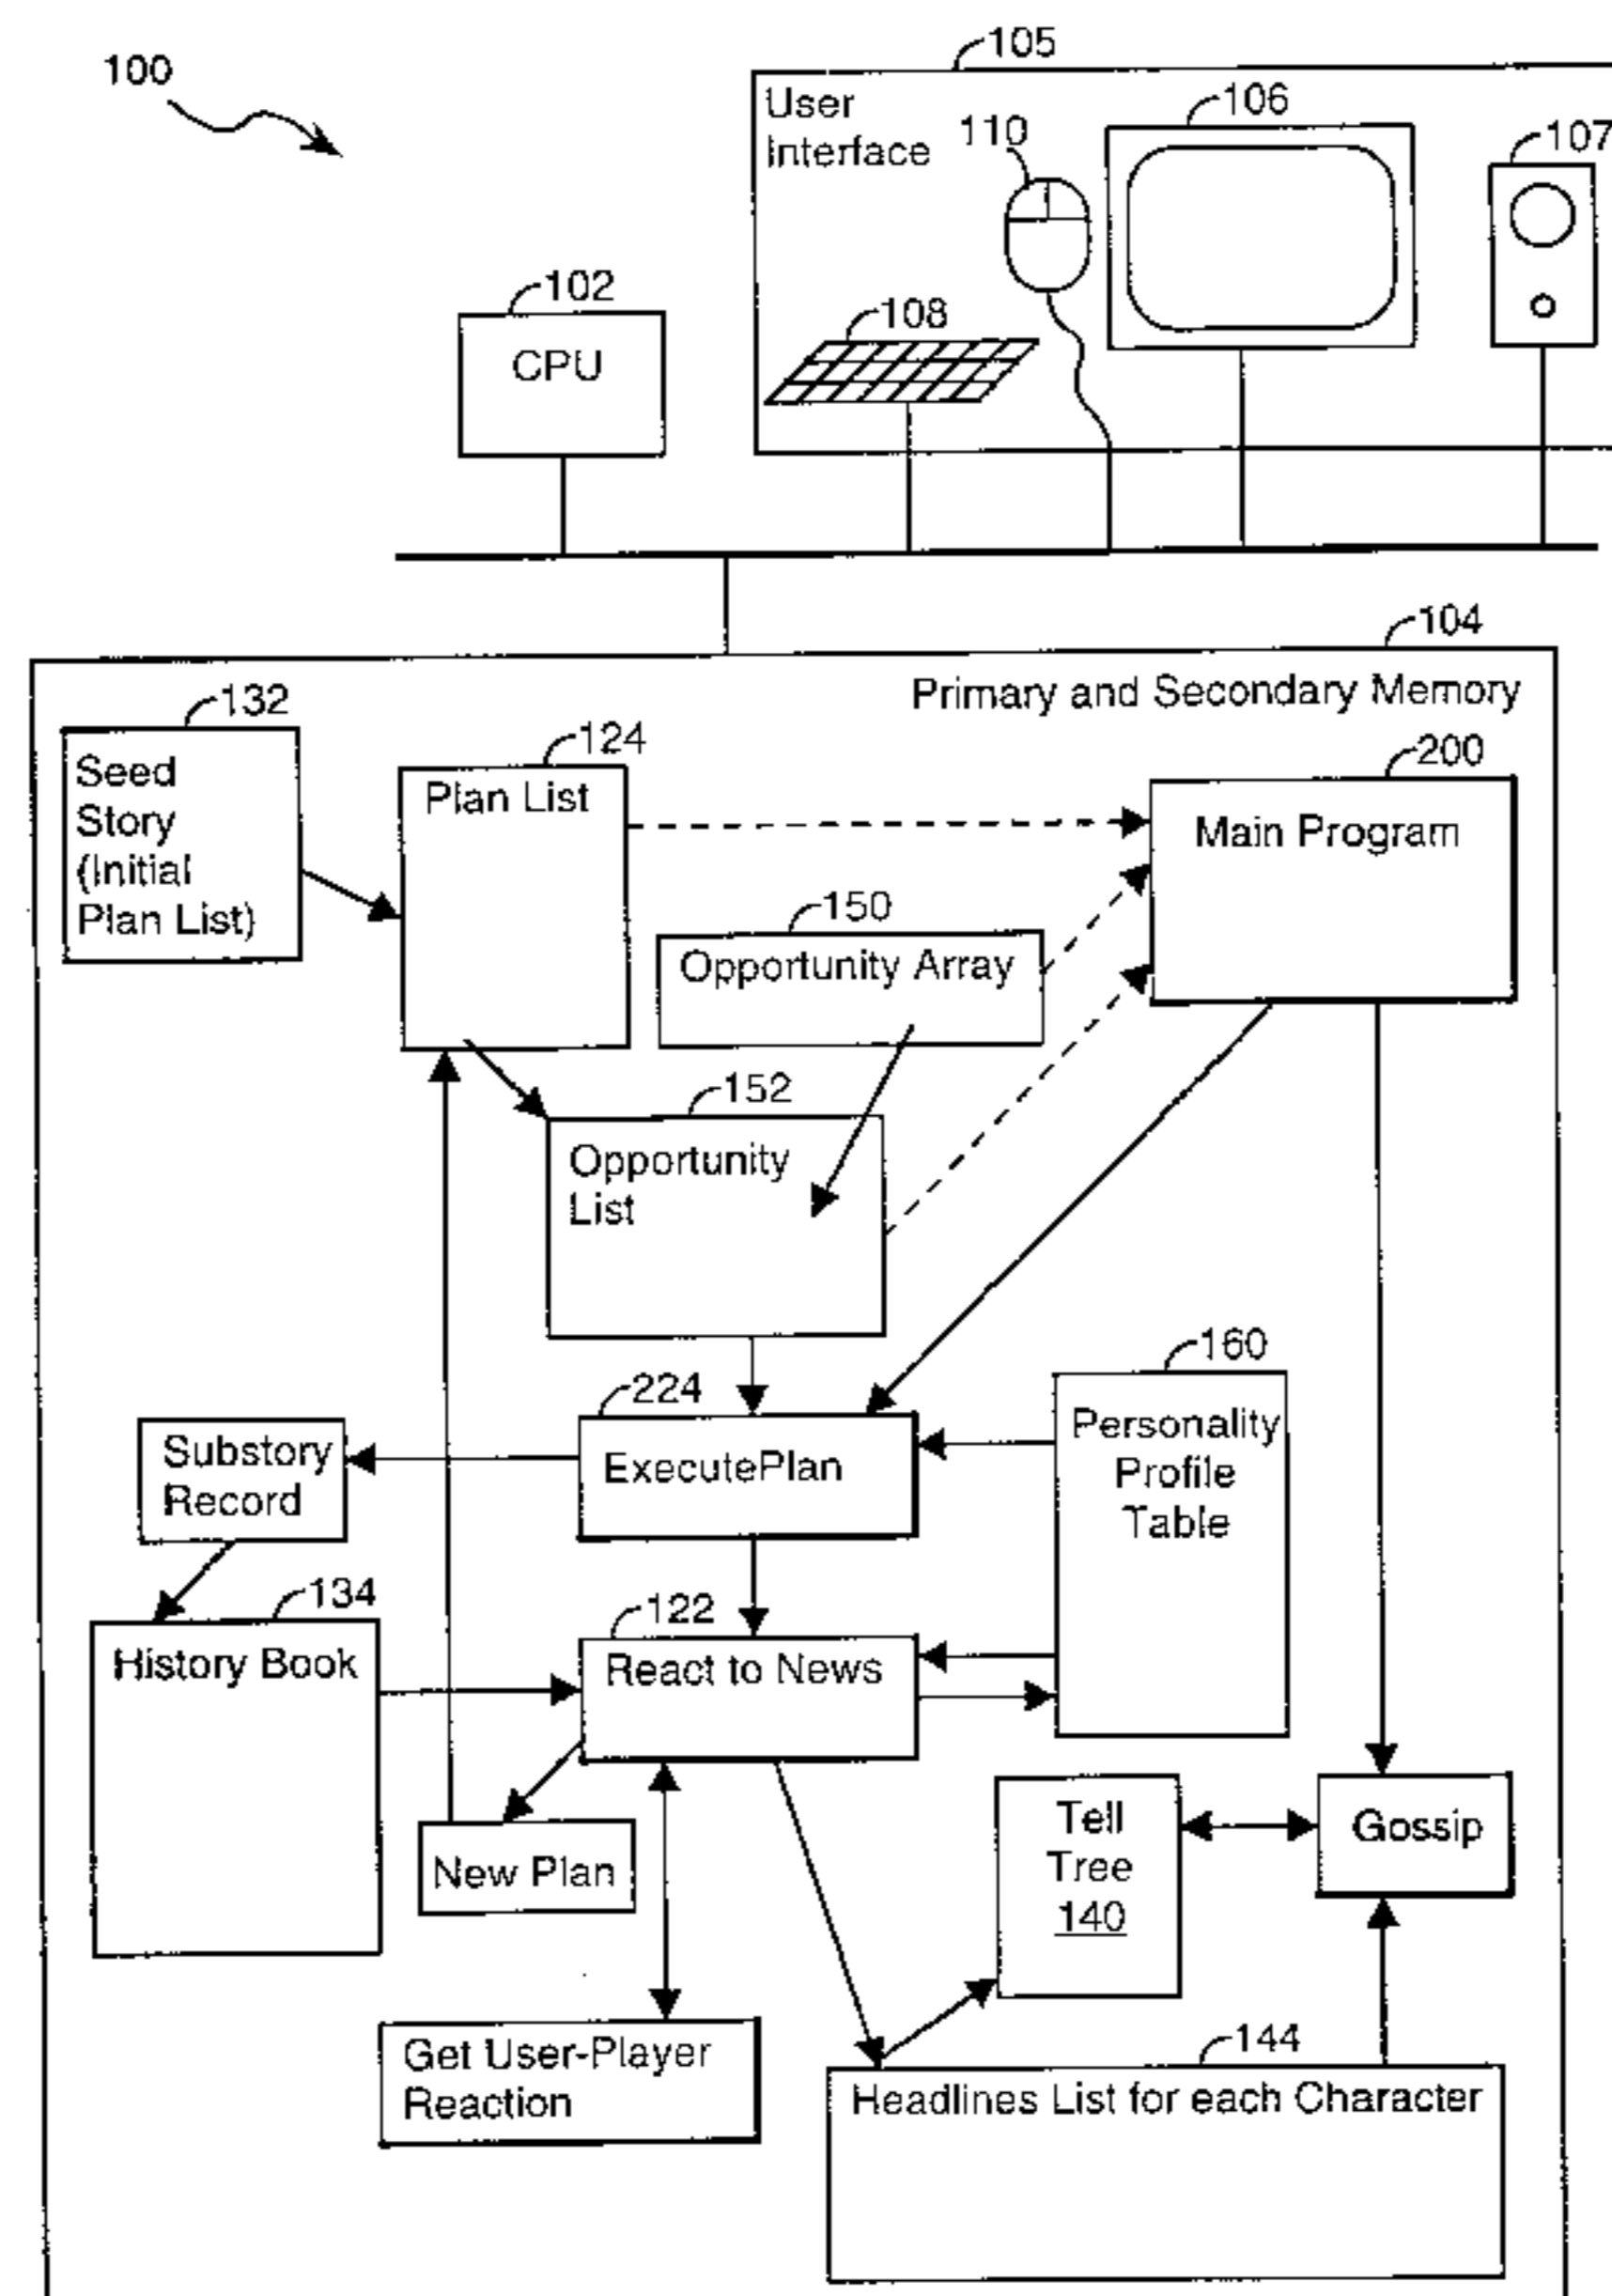 100
105
User
Interface
110
106
107
102
CPU
108
104
Primary and Secondary Memory
132
Seed
Story
(Initial
Plan List)
124
Plan List
200
Main Program
150
Opportunity Array
152
Opportunity
List
160
Personality
Profile
Table
224
ExecutePlan
Substory
Record
134
History Book
122
React to News
New Plan
Tell
Tree
140
Gossip
Get User-Player
Reaction
144
Headlines List for each Character